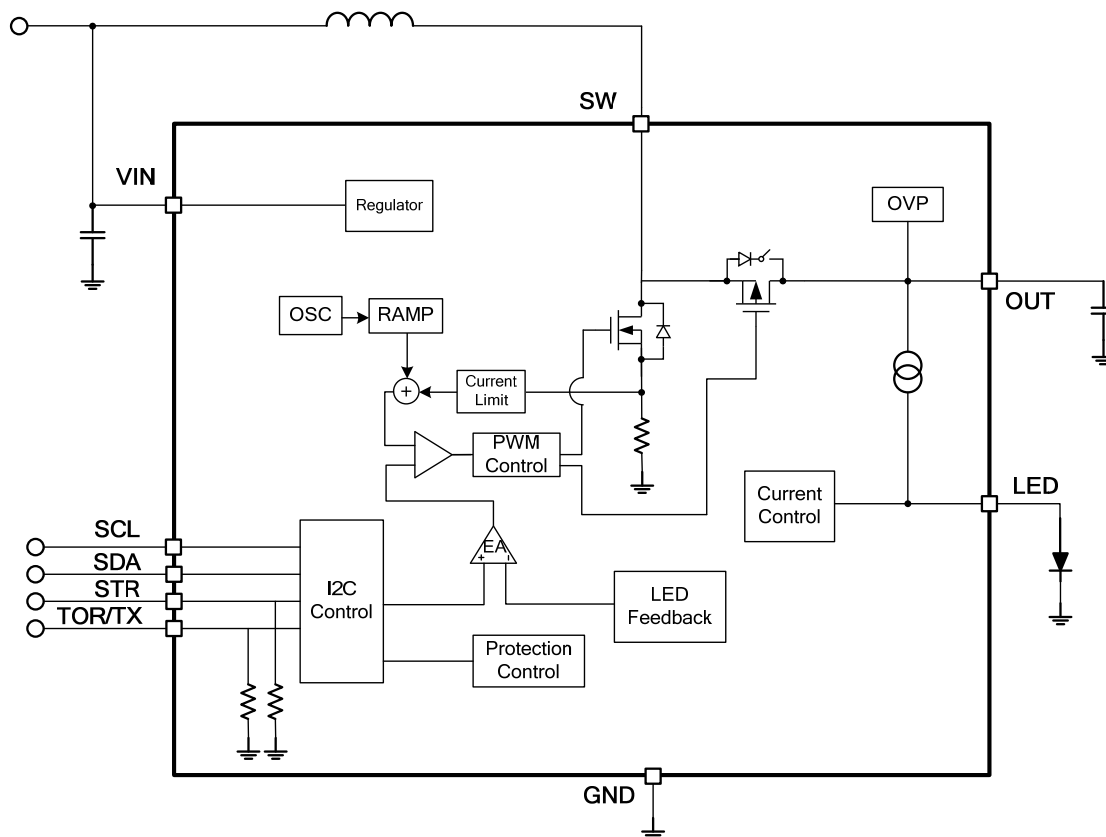 SW
VIN
Regulator
OVP
OUT
OSC
RAMP
+
Current
Limit
PWM
Control
Current
Control
LED
SCL
SDA
STR
TOR/TX
I2C
Control
EA
+ -
LED
Feedback
Protection
Control
GND